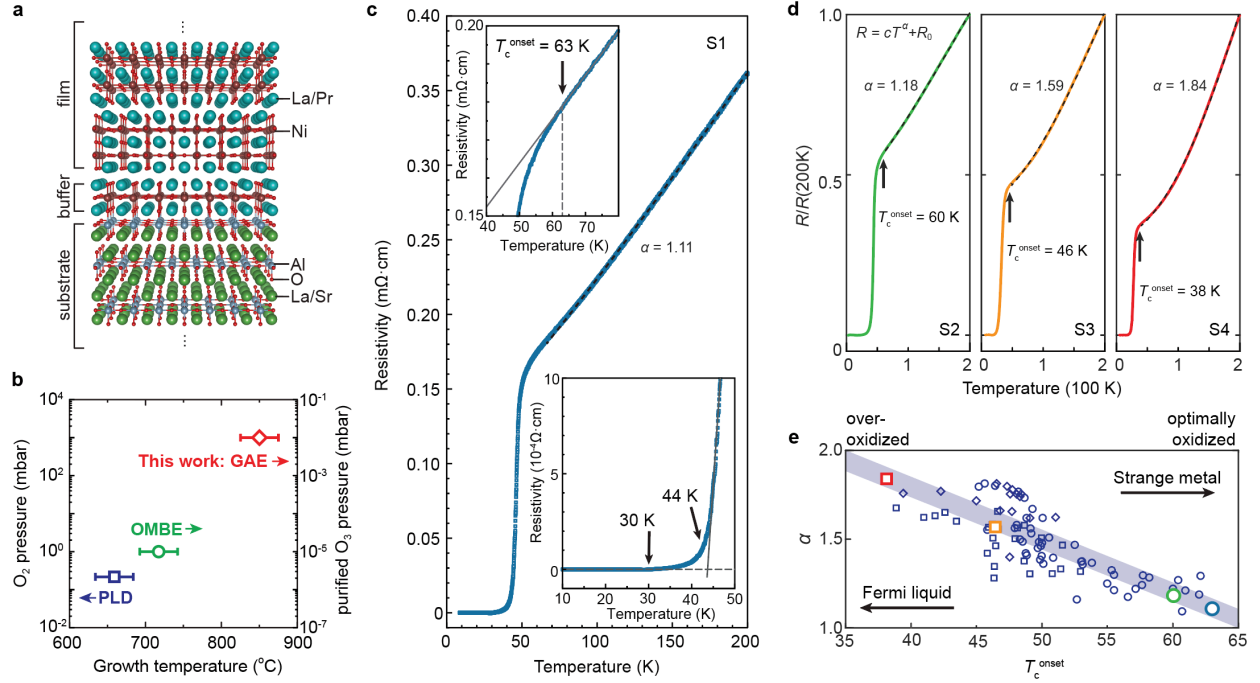 a
film
buffer
substrate
La/Pr
Ni
Al
O
La/Sr
b
O₂ pressure (mbar)
10⁴
10²
10⁰
10⁻²
10⁻¹
10⁻³
10⁻⁵
10⁻⁷
purified O₃ pressure (mbar)
This work: GAE
OMBE
PLD
600 700 800 900
Growth temperature (°C)
c
Resistivity (mΩ·cm)
0.40
0.35
0.30
0.25
0.20
0.15
0.10
0.05
0
0 50 100 150 200
Temperature (K)
S1
α = 1.11
Resistivity (mΩ·cm)
0.20
0.15
T_c^onset = 63 K
40 50 60 70
Temperature (K)
Resistivity (10⁻⁴Ω·cm)
10
5
0
44 K
30 K
10 20 30 40 50
Temperature (K)
d
R/R(200K)
1
0.5
0
R = cT^α+R₀
α = 1.18
T_c^onset = 60 K
S2
α = 1.59
T_c^onset = 46 K
S3
α = 1.84
T_c^onset = 38 K
S4
0 1 2 0 1 2 0 1 2
Temperature (100 K)
e
over-
oxidized
optimally
oxidized
α
2.0
1.5
1.0
Strange metal
Fermi liquid
35 40 45 50 55 60 65
T_c^onset